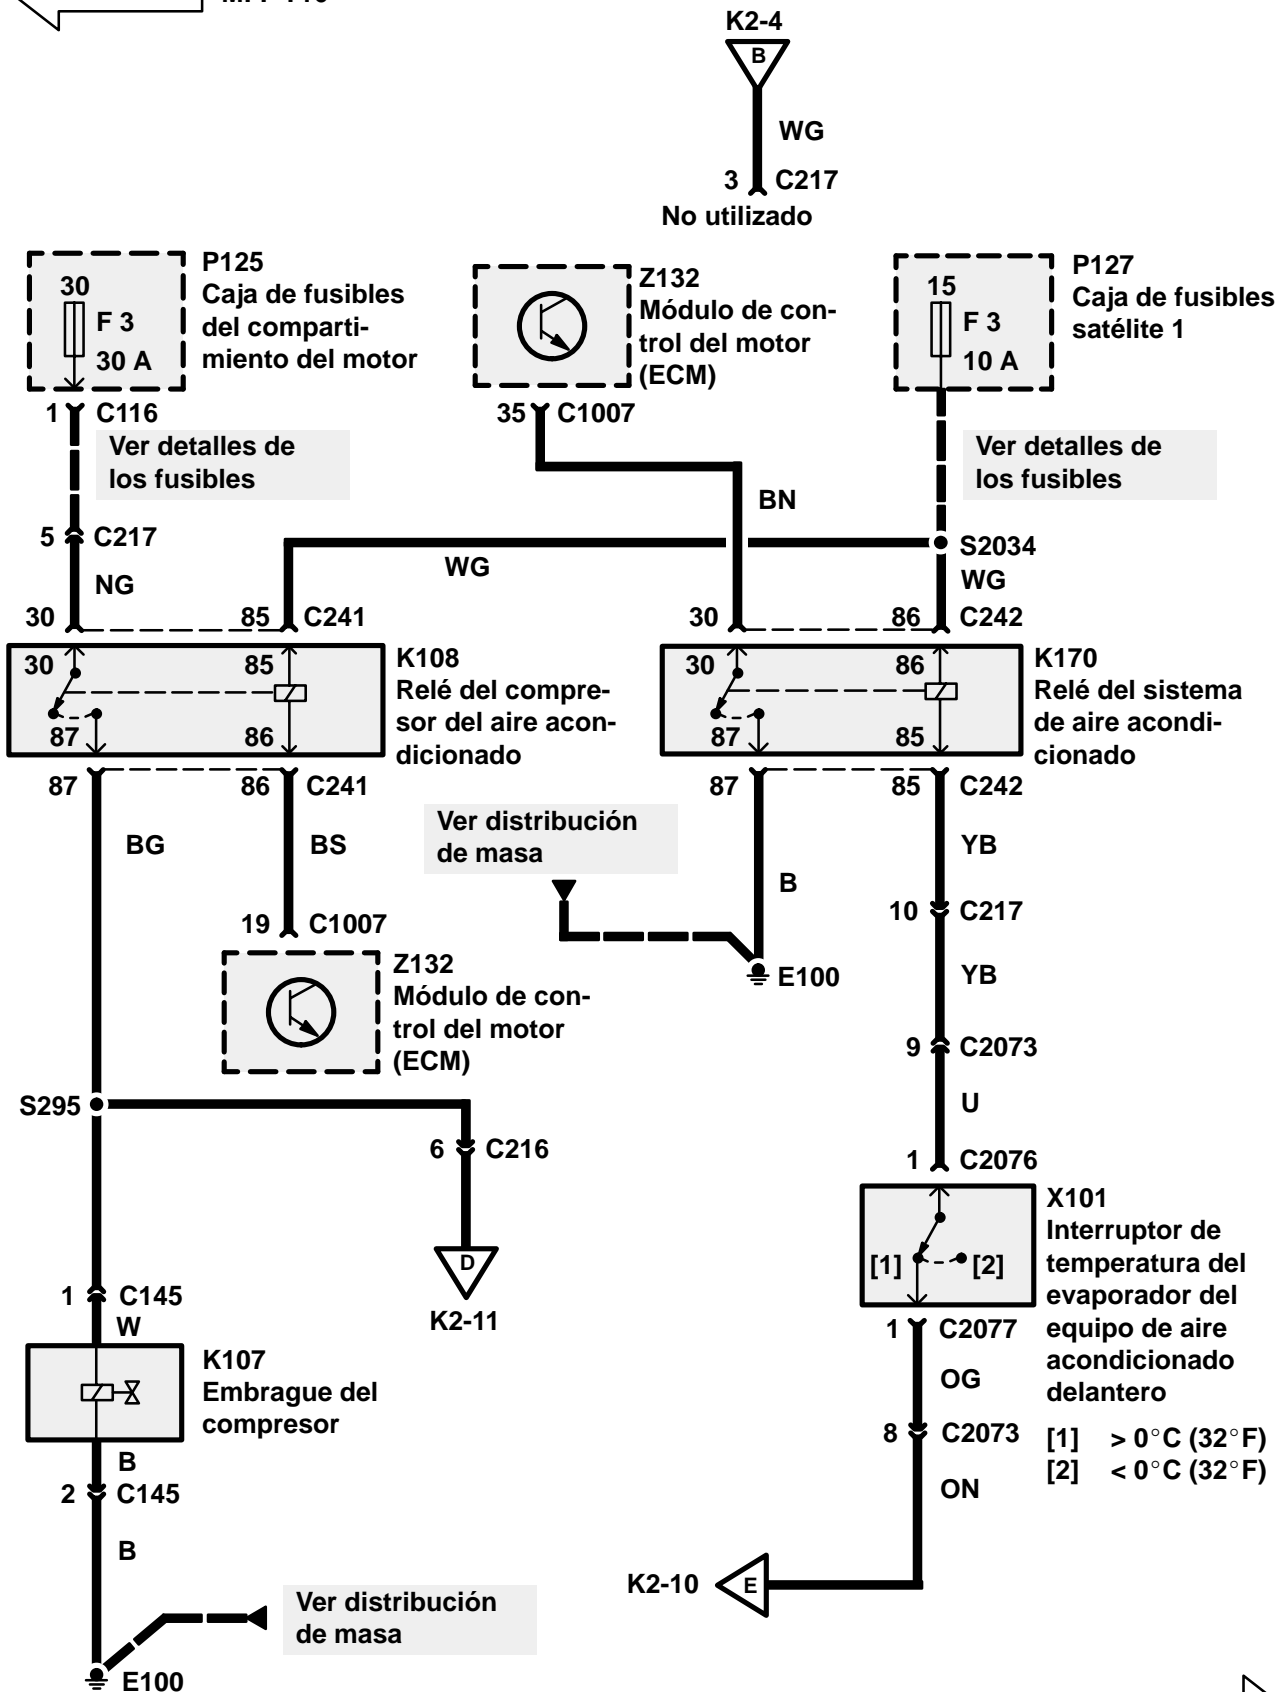 K2-4
B
WG
3 C217
No utilizado
P125
Caja de fusibles
del comparti-
miento del motor
30
F 3
30 A
1 C116
Ver detalles de
los fusibles
5 C217
NG
Z132
Módulo de con-
trol del motor
(ECM)
35 C1007
BN
P127
Caja de fusibles
satélite 1
15
F 3
10 A
Ver detalles de
los fusibles
S2034
WG
WG
30 85 C241
30 85
87 86
K108
Relé del compre-
sor del aire acon-
dicionado
87 86 C241
BG BS
30 86 C242
30 86
87 85
K170
Relé del sistema
de aire acondi-
cionado
87 85 C242
Ver distribución
de masa
B
E100
YB
10 C217
YB
9 C2073
U
1 C2076
19 C1007
Z132
Módulo de con-
trol del motor
(ECM)
S295
6 C216
D
K2-11
1 C145
W
K107
Embrague del
compresor
B
2 C145
B
Ver distribución
de masa
E100
X101
Interruptor de
temperatura del
evaporador del
equipo de aire
acondicionado
delantero
[1] [2]
[1] > 0°C (32°F)
[2] < 0°C (32°F)
1 C2077
OG
8 C2073
ON
K2-10
E